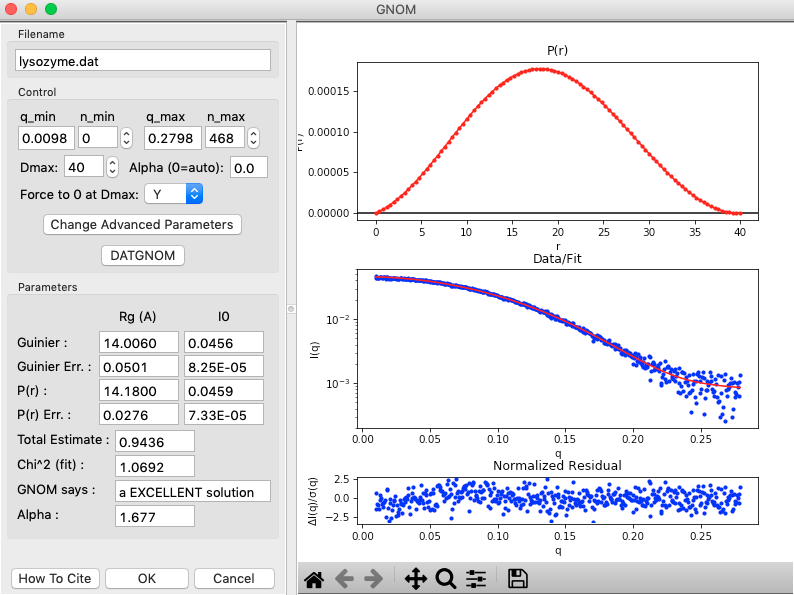 GNOM
Filename
lysozyme.dat
Control
q_min n_min q_max n_max
0.0098 0 0.2798 468
Dmax: 40 Alpha (0=auto): 0.0
Force to 0 at Dmax: Y
Change Advanced Parameters
DATGNOM
Parameters
Rg (A) I0
Guinier : 14.0060 0.0456
Guinier Err. : 0.0501 8.25E-05
P(r) : 14.1800 0.0459
P(r) Err. : 0.0276 7.33E-05
Total Estimate : 0.9436
Chi^2 (fit) : 1.0692
GNOM says : a EXCELLENT solution
Alpha : 1.677
How To Cite OK Cancel
P(r)
P(r)
0.00015
0.00010
0.00005
0.00000
0 5 10 15 20 25 30 35 40
r
Data/Fit
I(q)
10⁻²
10⁻³
0.00 0.05 0.10 0.15 0.20 0.25
q
Normalized Residual
ΔI(q)/σ(q)
2.5
0.0
−2.5
0.00 0.05 0.10 0.15 0.20 0.25
q